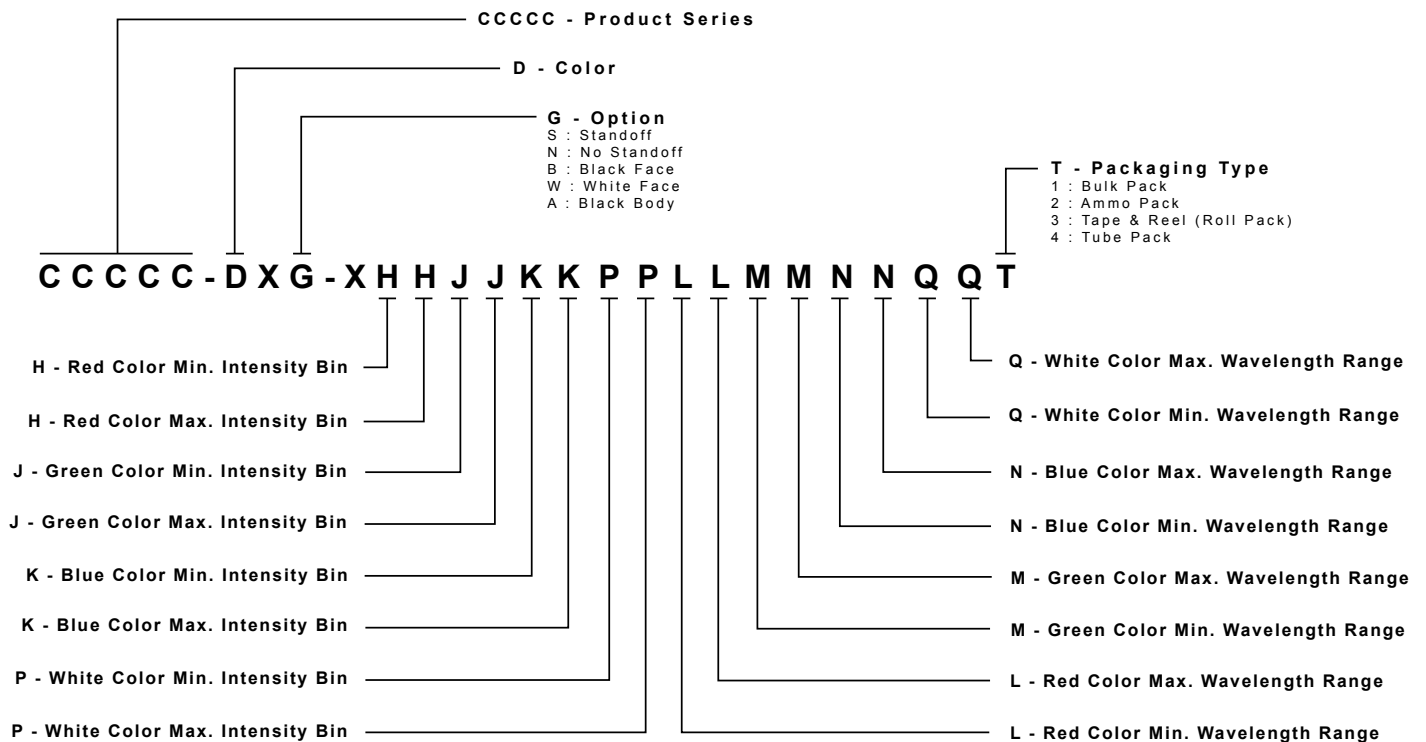 CCCCC - Product Series
D - Color
G - Option
S : Standoff
N : No Standoff
B : Black Face
W : White Face
A : Black Body
T - Packaging Type
1 : Bulk Pack
2 : Ammo Pack
3 : Tape & Reel (Roll Pack)
4 : Tube Pack
C C C C C - D X G - X H H J J K K P P L L M M N N Q Q T
H - Red Color Min. Intensity Bin
H - Red Color Max. Intensity Bin
J - Green Color Min. Intensity Bin
J - Green Color Max. Intensity Bin
K - Blue Color Min. Intensity Bin
K - Blue Color Max. Intensity Bin
P - White Color Min. Intensity Bin
P - White Color Max. Intensity Bin
Q - White Color Max. Wavelength Range
Q - White Color Min. Wavelength Range
N - Blue Color Max. Wavelength Range
N - Blue Color Min. Wavelength Range
M - Green Color Max. Wavelength Range
M - Green Color Min. Wavelength Range
L - Red Color Max. Wavelength Range
L - Red Color Min. Wavelength Range